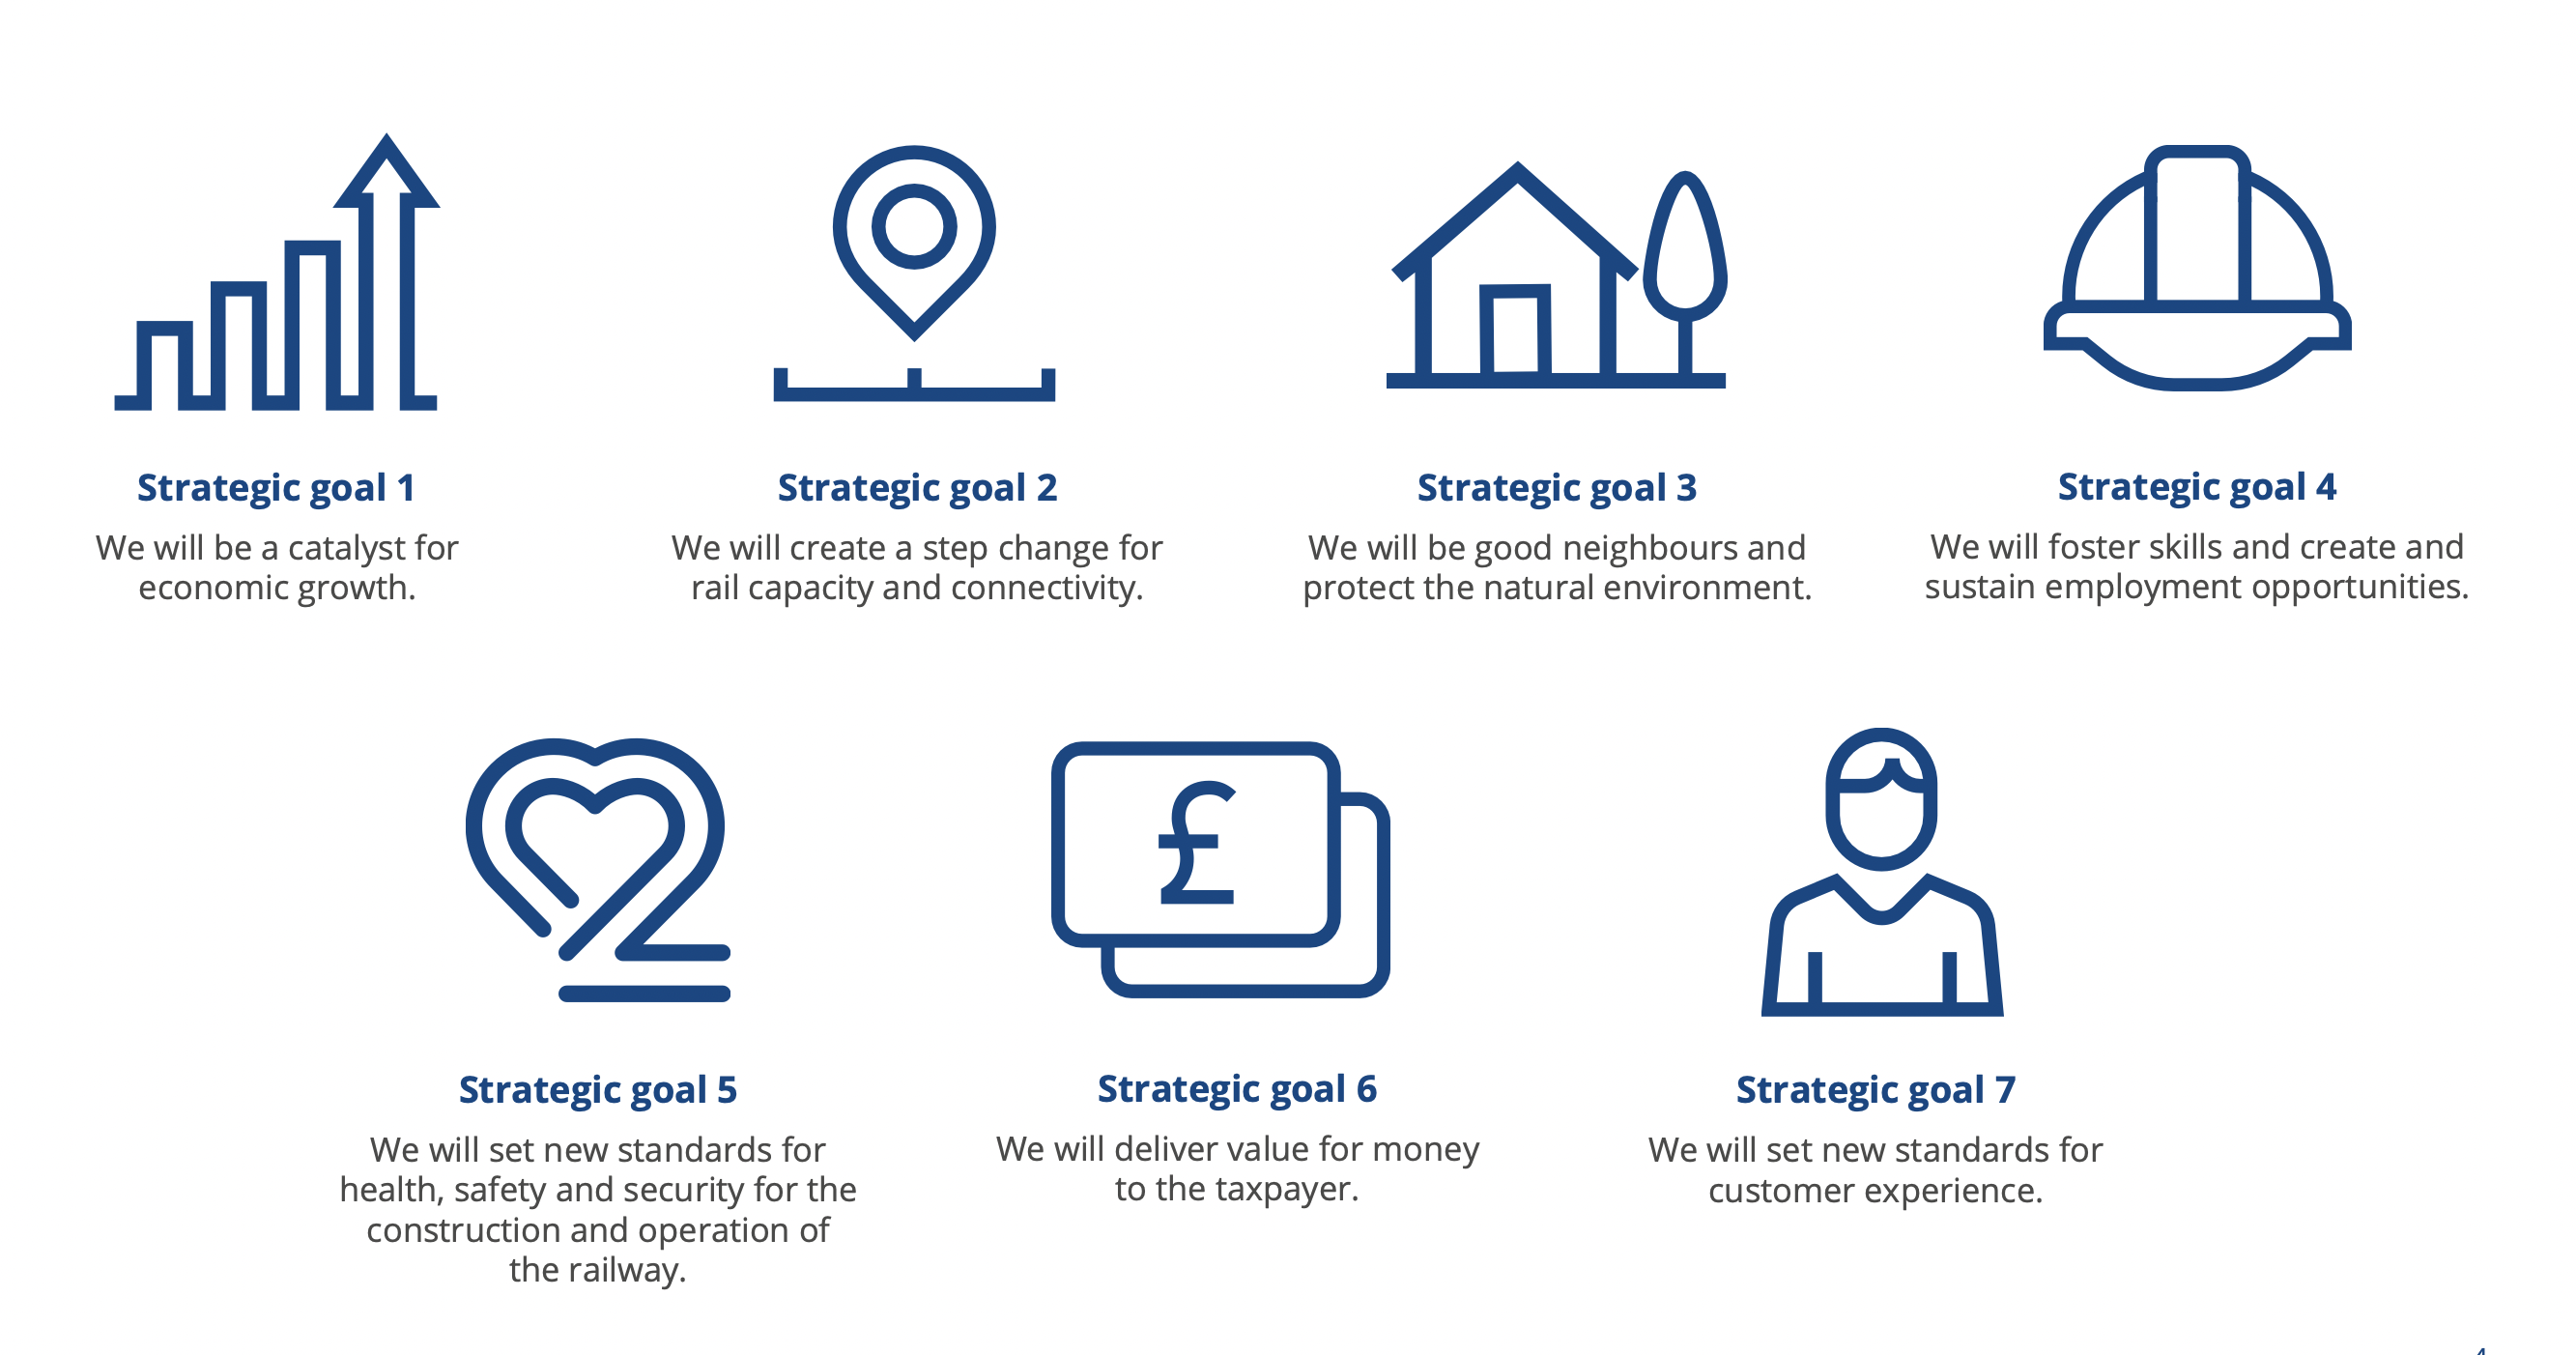 Strategic goal 1
We will be a catalyst for
economic growth.
Strategic goal 2
We will create a step change for
rail capacity and connectivity.
Strategic goal 3
We will be good neighbours and
protect the natural environment.
Strategic goal 4
We will foster skills and create and
sustain employment opportunities.
£
Strategic goal 5
We will set new standards for
health, safety and security for the
construction and operation of
the railway.
Strategic goal 6
We will deliver value for money
to the taxpayer.
Strategic goal 7
We will set new standards for
customer experience.